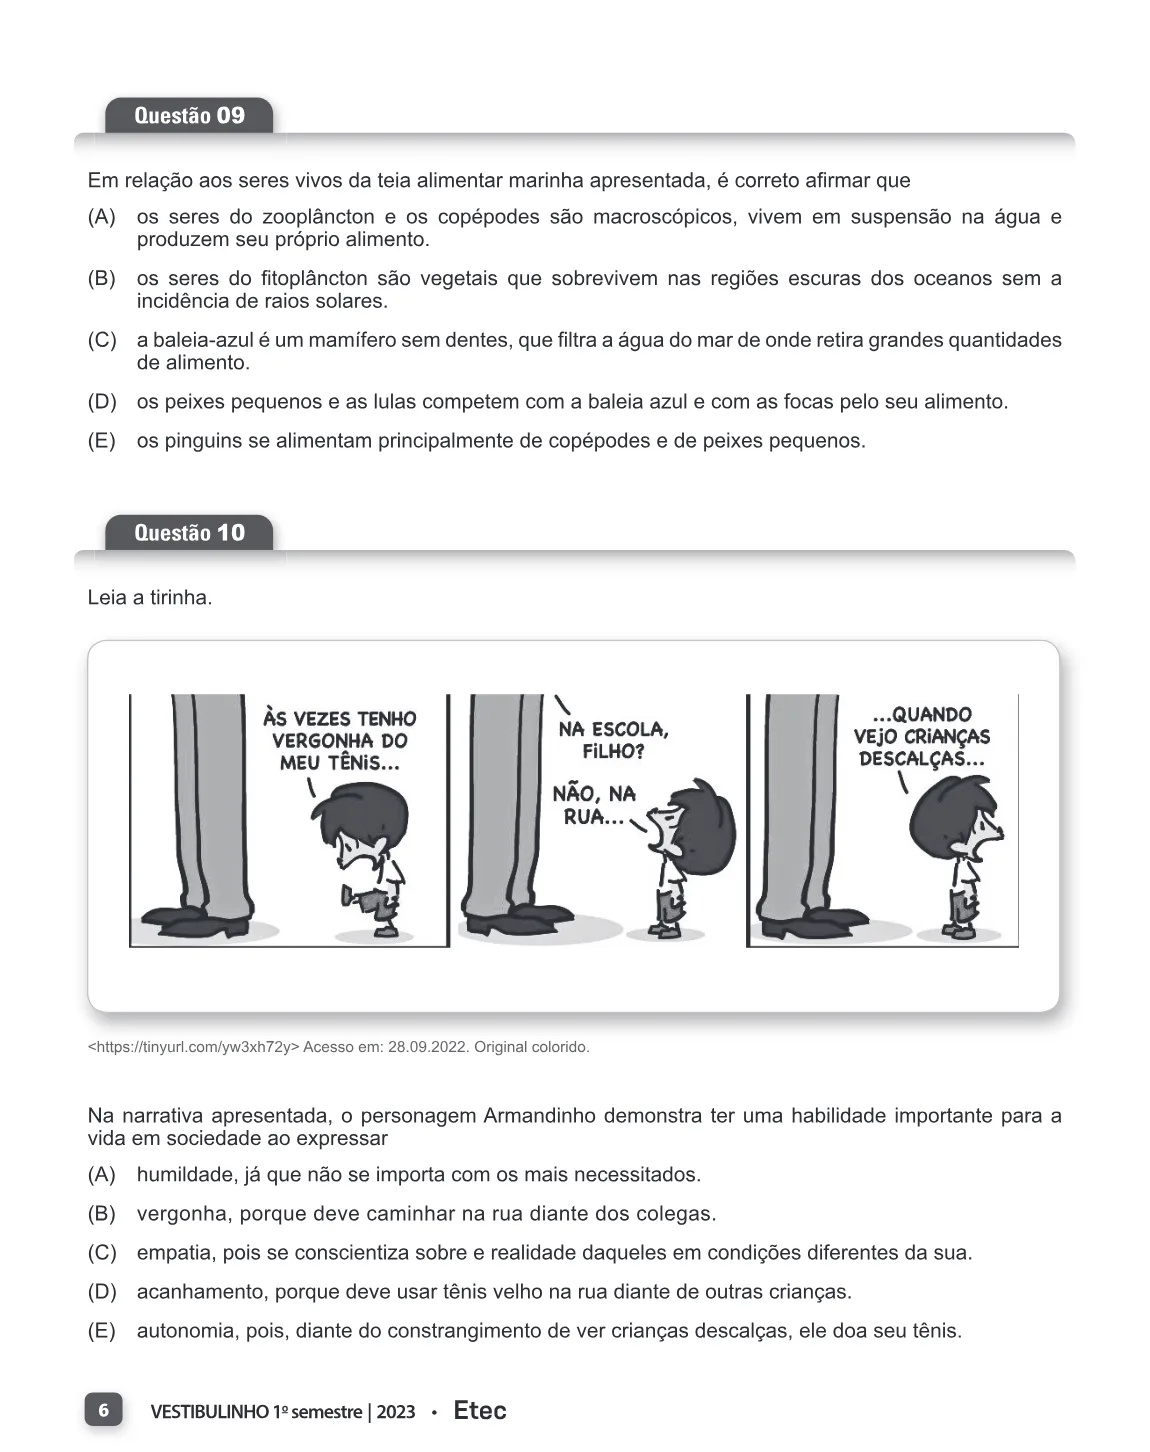 Questão 09
Em relação aos seres vivos da teia alimentar marinha apresentada, é correto afirmar que
(A) os seres do zooplâncton e os copépodes são macroscópicos, vivem em suspensão na água e
produzem seu próprio alimento.
(B) os seres do fitoplâncton são vegetais que sobrevivem nas regiões escuras dos oceanos sem a
incidência de raios solares.
(C) a baleia-azul é um mamífero sem dentes, que filtra a água do mar de onde retira grandes quantidades
de alimento.
(D) os peixes pequenos e as lulas competem com a baleia azul e com as focas pelo seu alimento.
(E) os pinguins se alimentam principalmente de copépodes e de peixes pequenos.
Questão 10
Leia a tirinha.
ÀS VEZES TENHO
VERGONHA DO
MEU TÊNiS...
NA ESCOLA,
FiLHO?
NÃO, NA
RUA...
...QUANDO
VEjO CRiANÇAS
DESCALÇAS...
<https://tinyurl.com/yw3xh72y> Acesso em: 28.09.2022. Original colorido.
Na narrativa apresentada, o personagem Armandinho demonstra ter uma habilidade importante para a
vida em sociedade ao expressar
(A) humildade, já que não se importa com os mais necessitados.
(B) vergonha, porque deve caminhar na rua diante dos colegas.
(C) empatia, pois se conscientiza sobre e realidade daqueles em condições diferentes da sua.
(D) acanhamento, porque deve usar tênis velho na rua diante de outras crianças.
(E) autonomia, pois, diante do constrangimento de ver crianças descalças, ele doa seu tênis.
6 VESTIBULINHO 1º semestre | 2023 • Etec